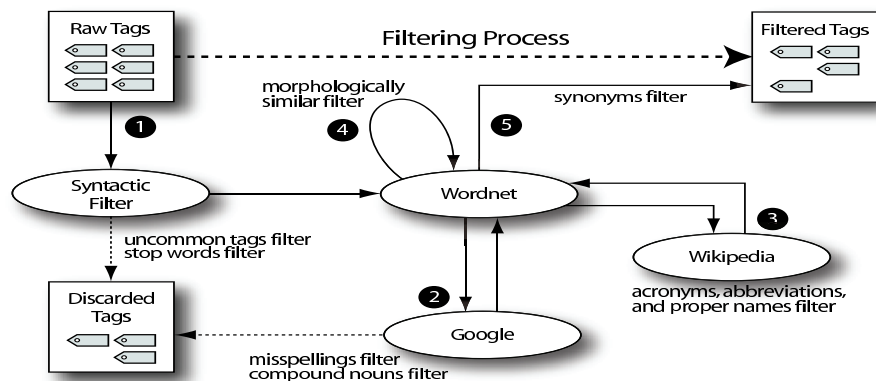 Raw Tags
Filtering Process
Filtered Tags
morphologically
similar filter
synonyms filter
1
4
5
Syntactic
Filter
Wordnet
3
Wikipedia
uncommon tags filter
stop words filter
acronyms, abbreviations,
and proper names filter
2
Discarded
Tags
Google
misspellings filter
compound nouns filter